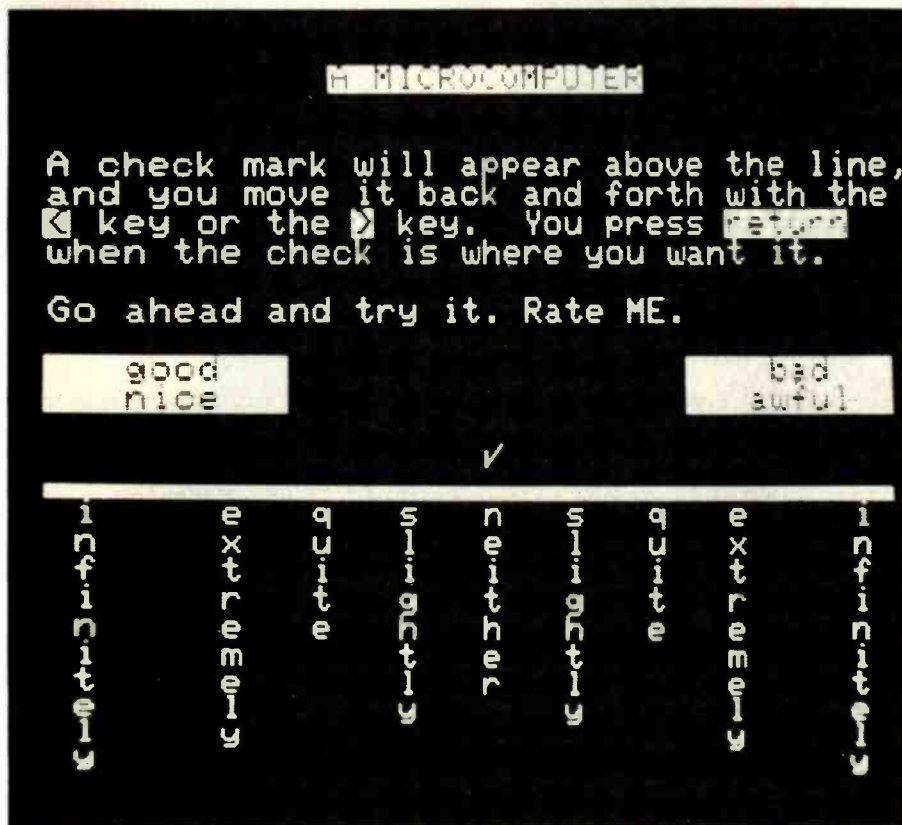 A MICROCOMPUTER
A check mark will appear above the line,
and you move it back and forth with the
< key or the > key. You press return
when the check is where you want it.
Go ahead and try it. Rate ME.
good bad
nice awful
✓
infinitely extremely quite slightly neither slightly quite extremely infinitely